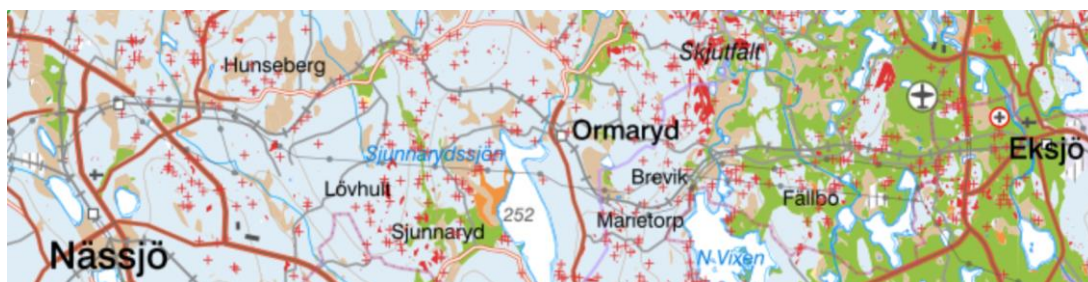 Skjutfält
Hunseberg
Ormaryd
Eksjö
Sjunnarydssjön
Brevik
Lövhult
Fallbo
252
Marietorp
Sjunnaryd
Nässjö
N Vixen